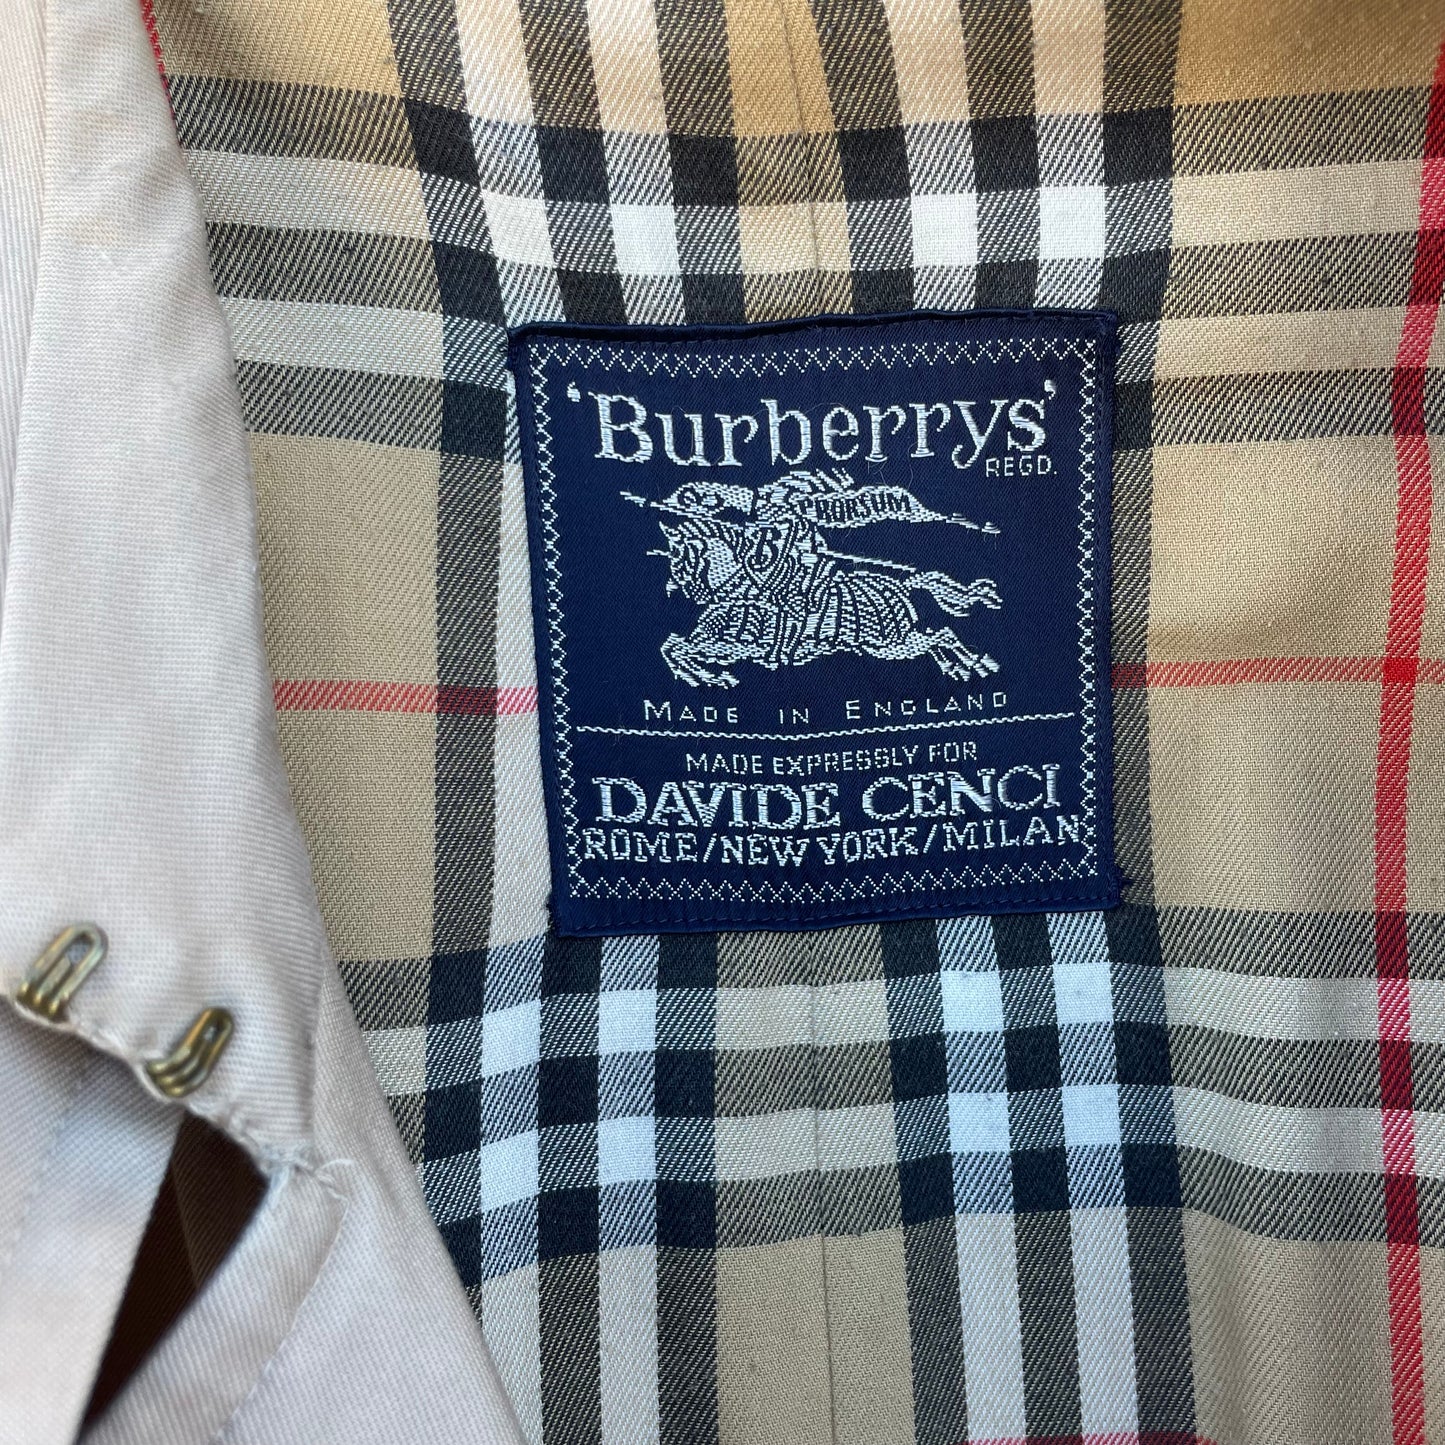 ‘Burberrys’
REGD.
PRORSUM
B
MADE IN ENGLAND
MADE EXPRESSLY FOR
DAVIDE CENCI
ROME/NEW YORK/MILAN